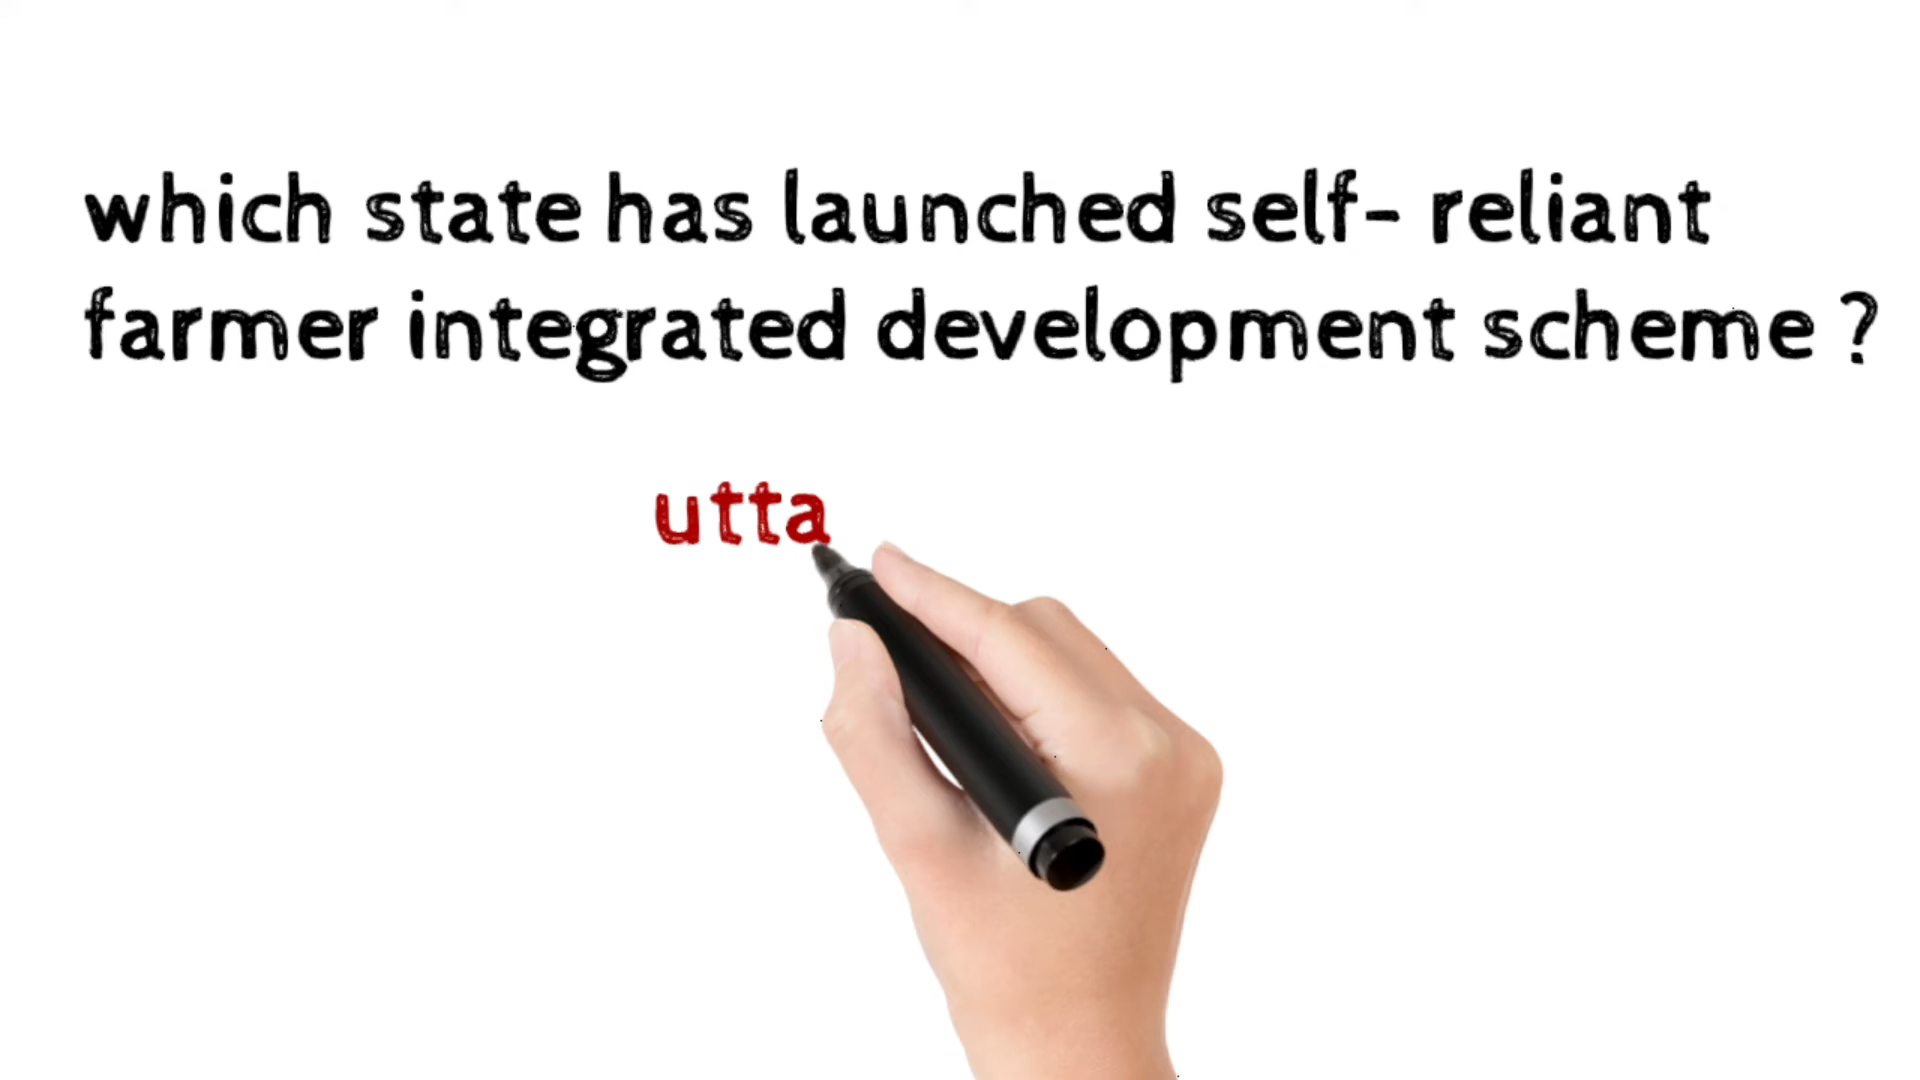 which state has launched self- reliant
farmer integrated development scheme ?
utta